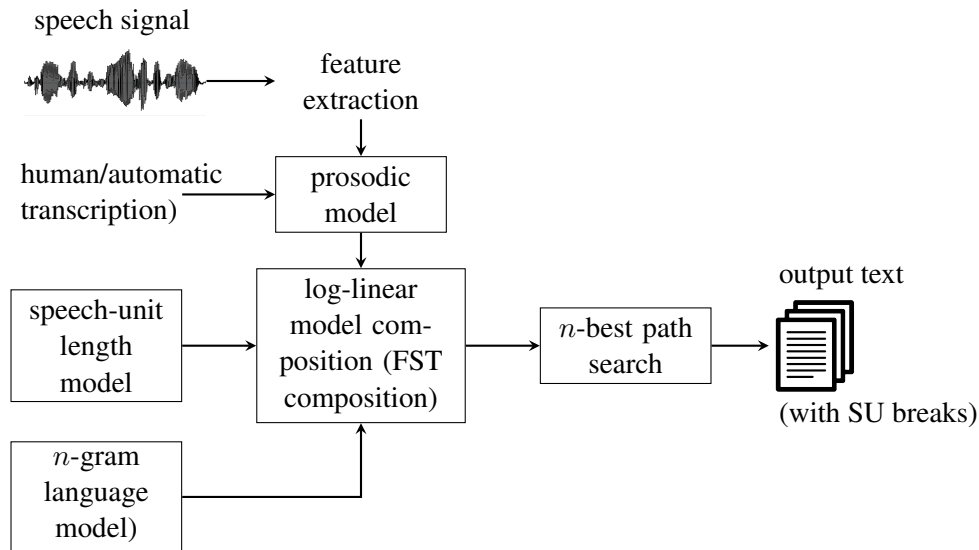 speech signal
feature
extraction
human/automatic
transcription)
prosodic
model
speech-unit
length
model
log-linear
model com-
position (FST
composition)
n-best path
search
output text
(with SU breaks)
n-gram
language
model)